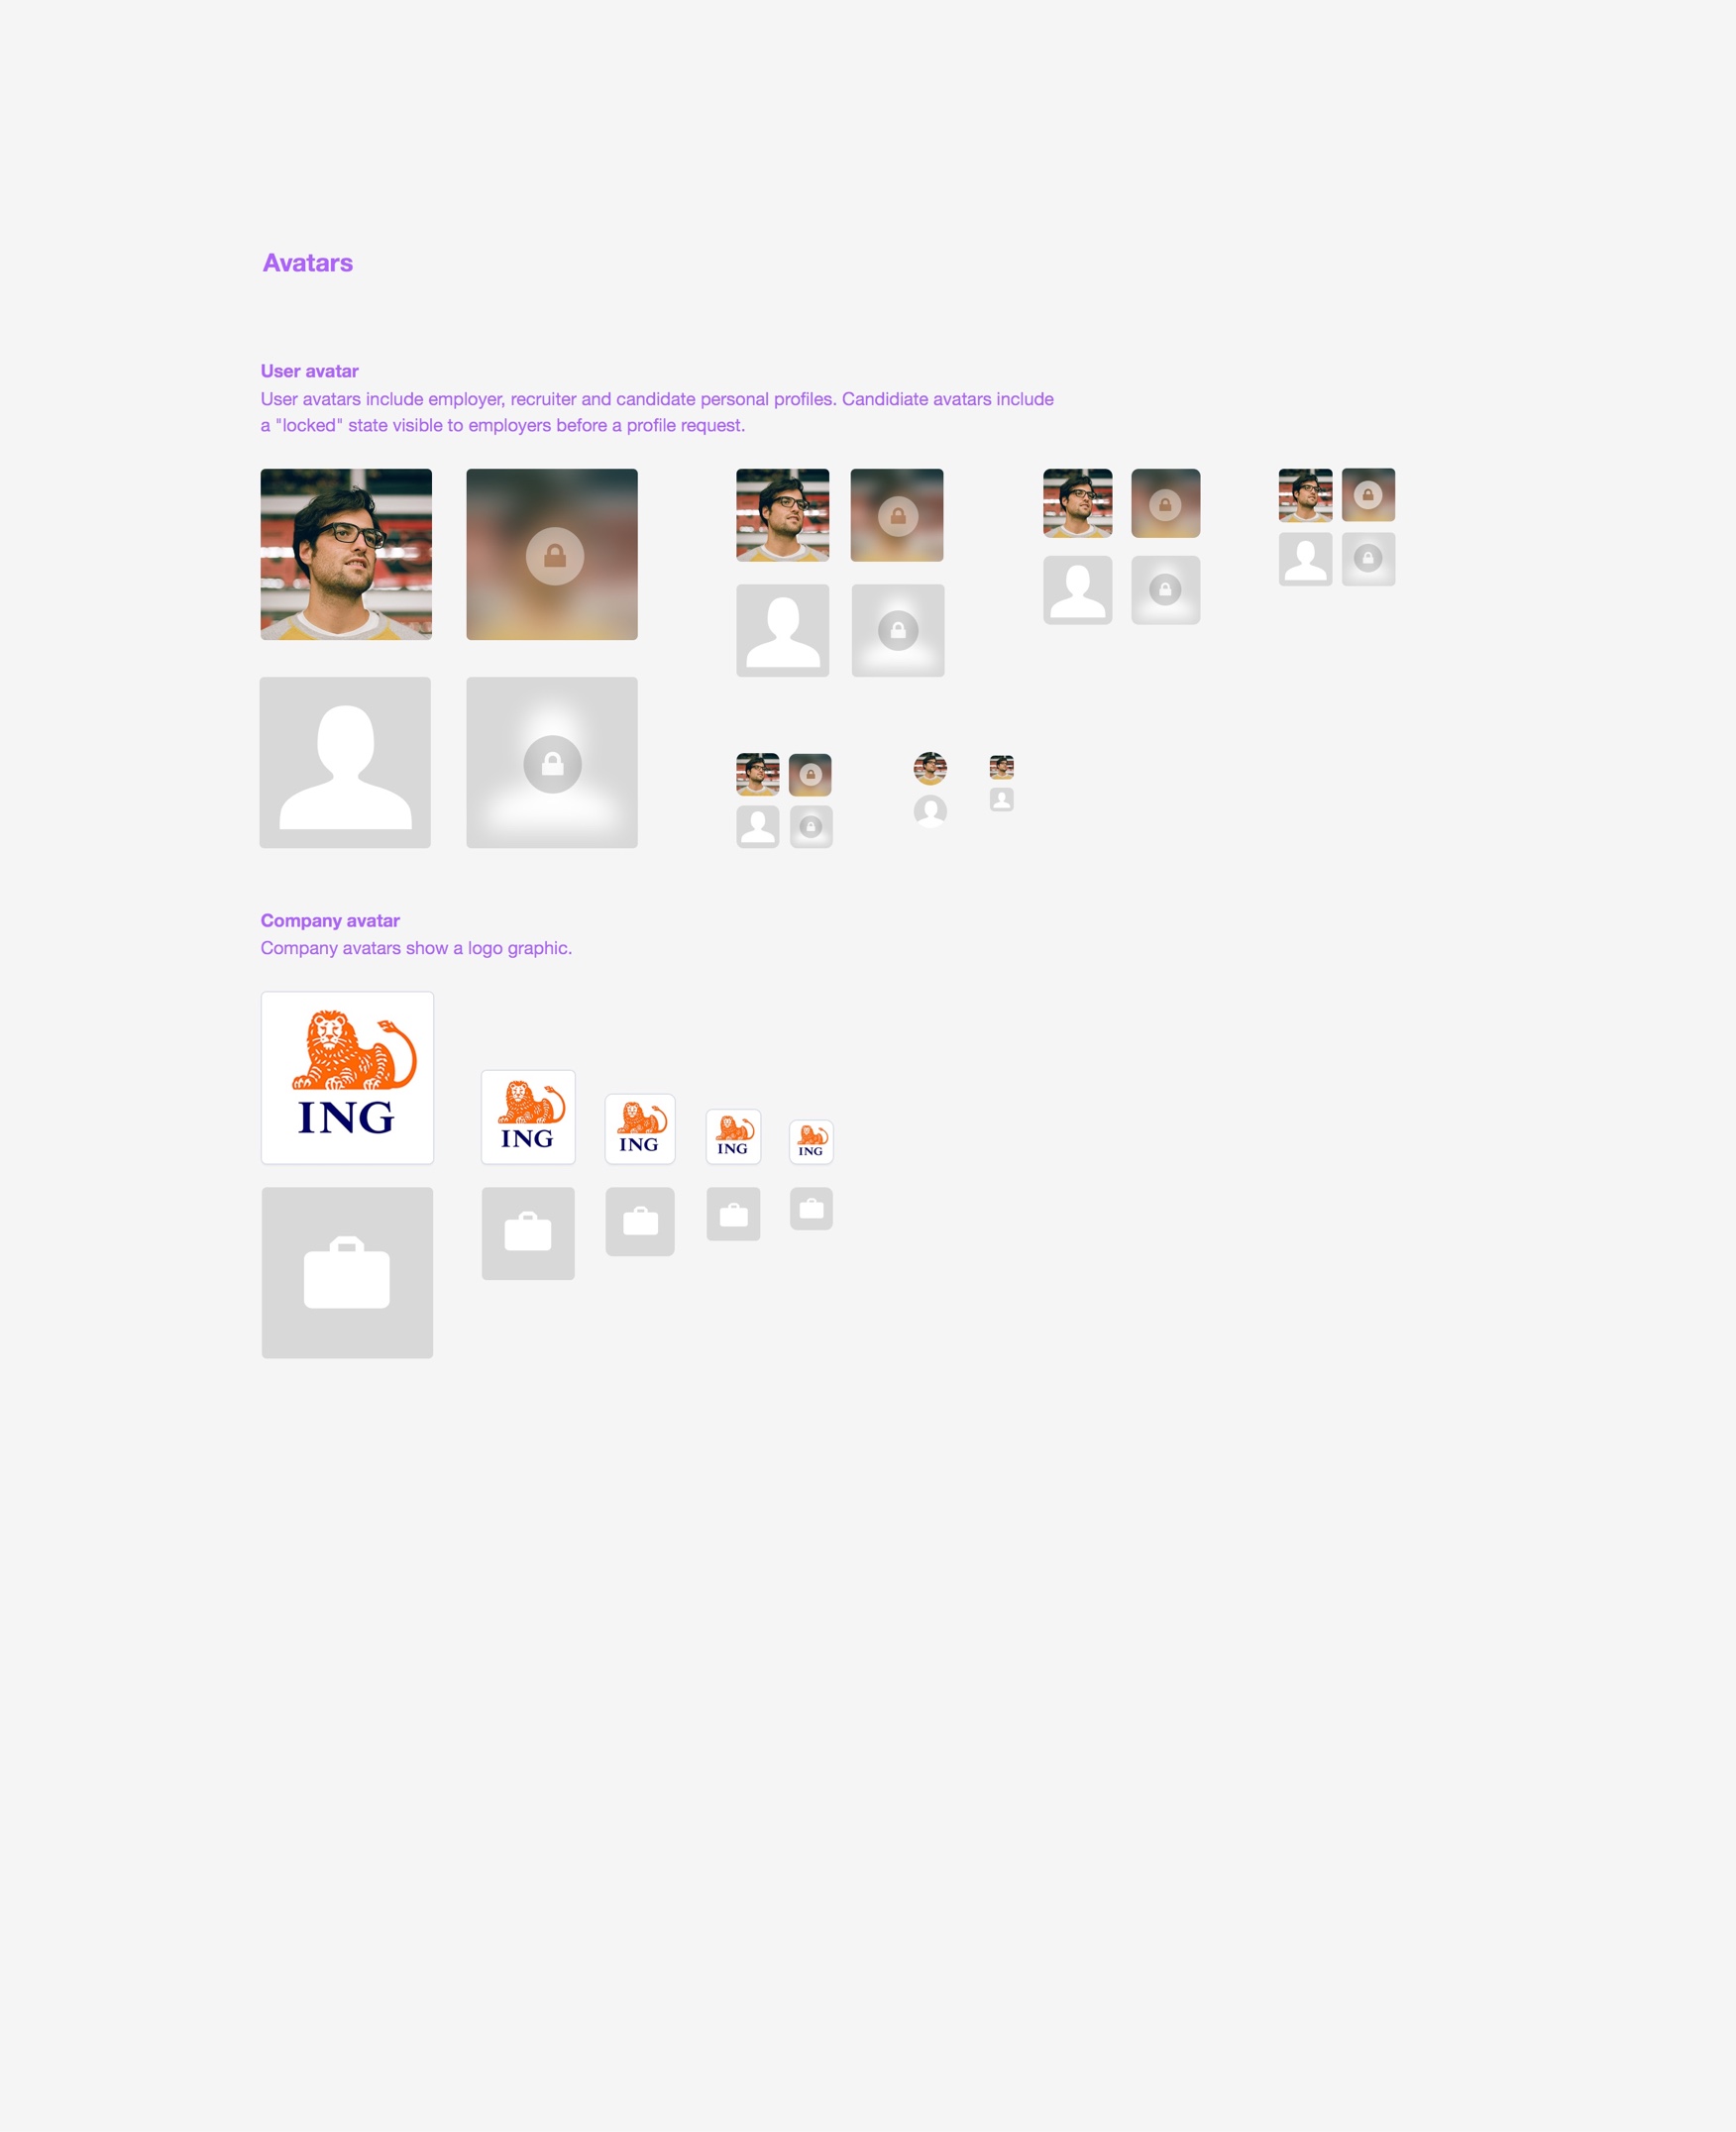 Avatars
User avatar
User avatars include employer, recruiter and candidate personal profiles. Candidiate avatars include
a "locked" state visible to employers before a profile request.
Company avatar
Company avatars show a logo graphic.
ING
ING
ING
ING
ING